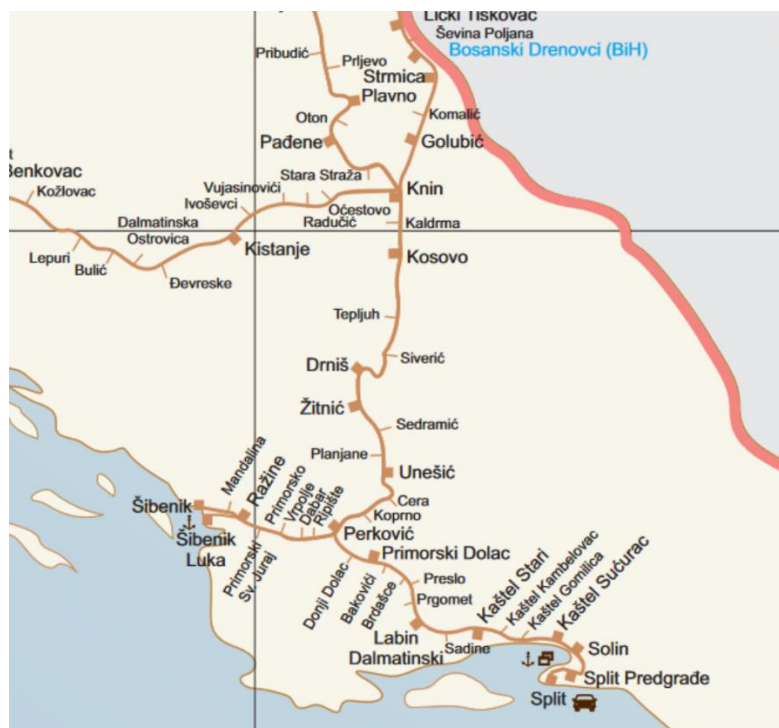 Lički Tiškovac
Ševina Poljana
Bosanski Drenovci (BiH)
Pribudić
Prljevo
Strmica
Plavno
Oton
Komalić
Pađene
Golubić
Benkovac
Kožlovac
Stara Straža
Vujasinovići
Ivoševci
Knin
Oćestovo
Radučić
Kaldrma
Dalmatinska
Ostrovica
Kistanje
Kosovo
Lepuri
Bulić
Đevreske
Tepljuh
Siverić
Drniš
Žitnić
Sedramić
Planjane
Unešić
Mandalina
Ražine
Primorsko
Vrpolje
Dabar
Ripište
Cera
Koprno
Šibenik
Šibenik
Luka
Perković
Primorski
Sv. Juraj
Primorski Dolac
Donji Dolac
Bakovići
Brdašce
Preslo
Prgomet
Kaštel Stari
Kaštel Kambelovac
Kaštel Gomilica
Kaštel Sućurac
Labin
Dalmatinski
Sadine
Solin
Split Predgrađe
Split